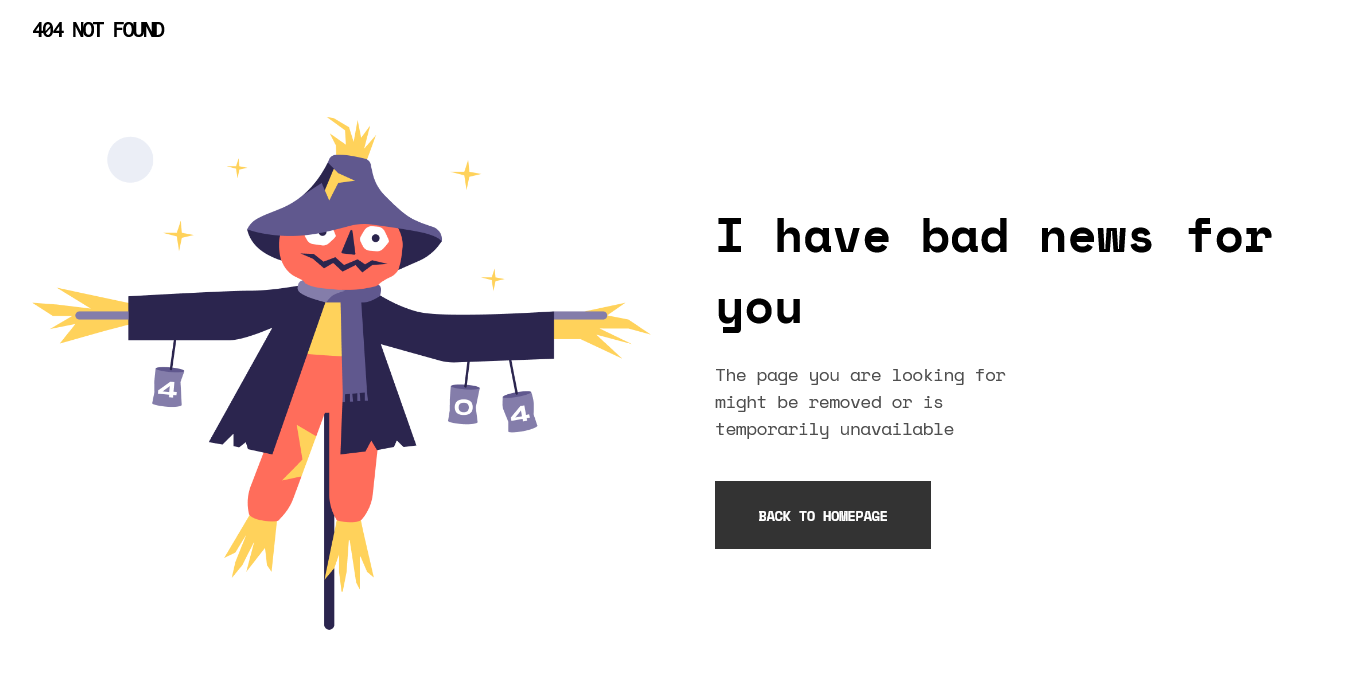 404 NOT FOUND
I have bad news for
you
The page you are looking for
might be removed or is
temporarily unavailable
BACK TO HOMEPAGE
4
0
4